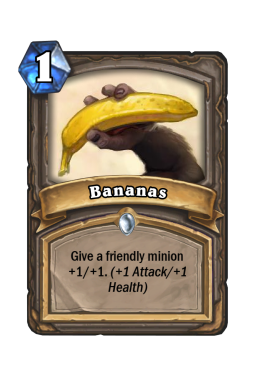 1
Bananas
Give a friendly minion
+1/+1. (+1 Attack/+1
Health)